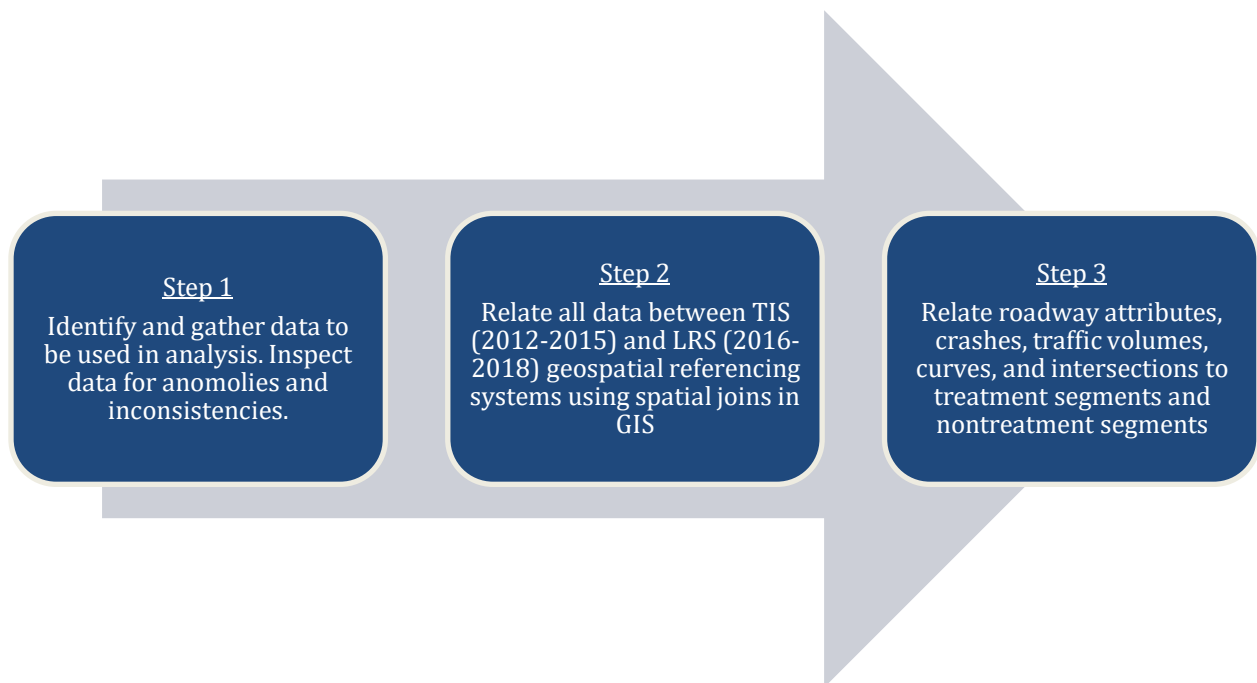 Step 1
Identify and gather data to
be used in analysis. Inspect
data for anomolies and
inconsistencies.
Step 2
Relate all data between TIS
(2012-2015) and LRS (2016-
2018) geospatial referencing
systems using spatial joins in
GIS
Step 3
Relate roadway attributes,
crashes, traffic volumes,
curves, and intersections to
treatment segments and
nontreatment segments